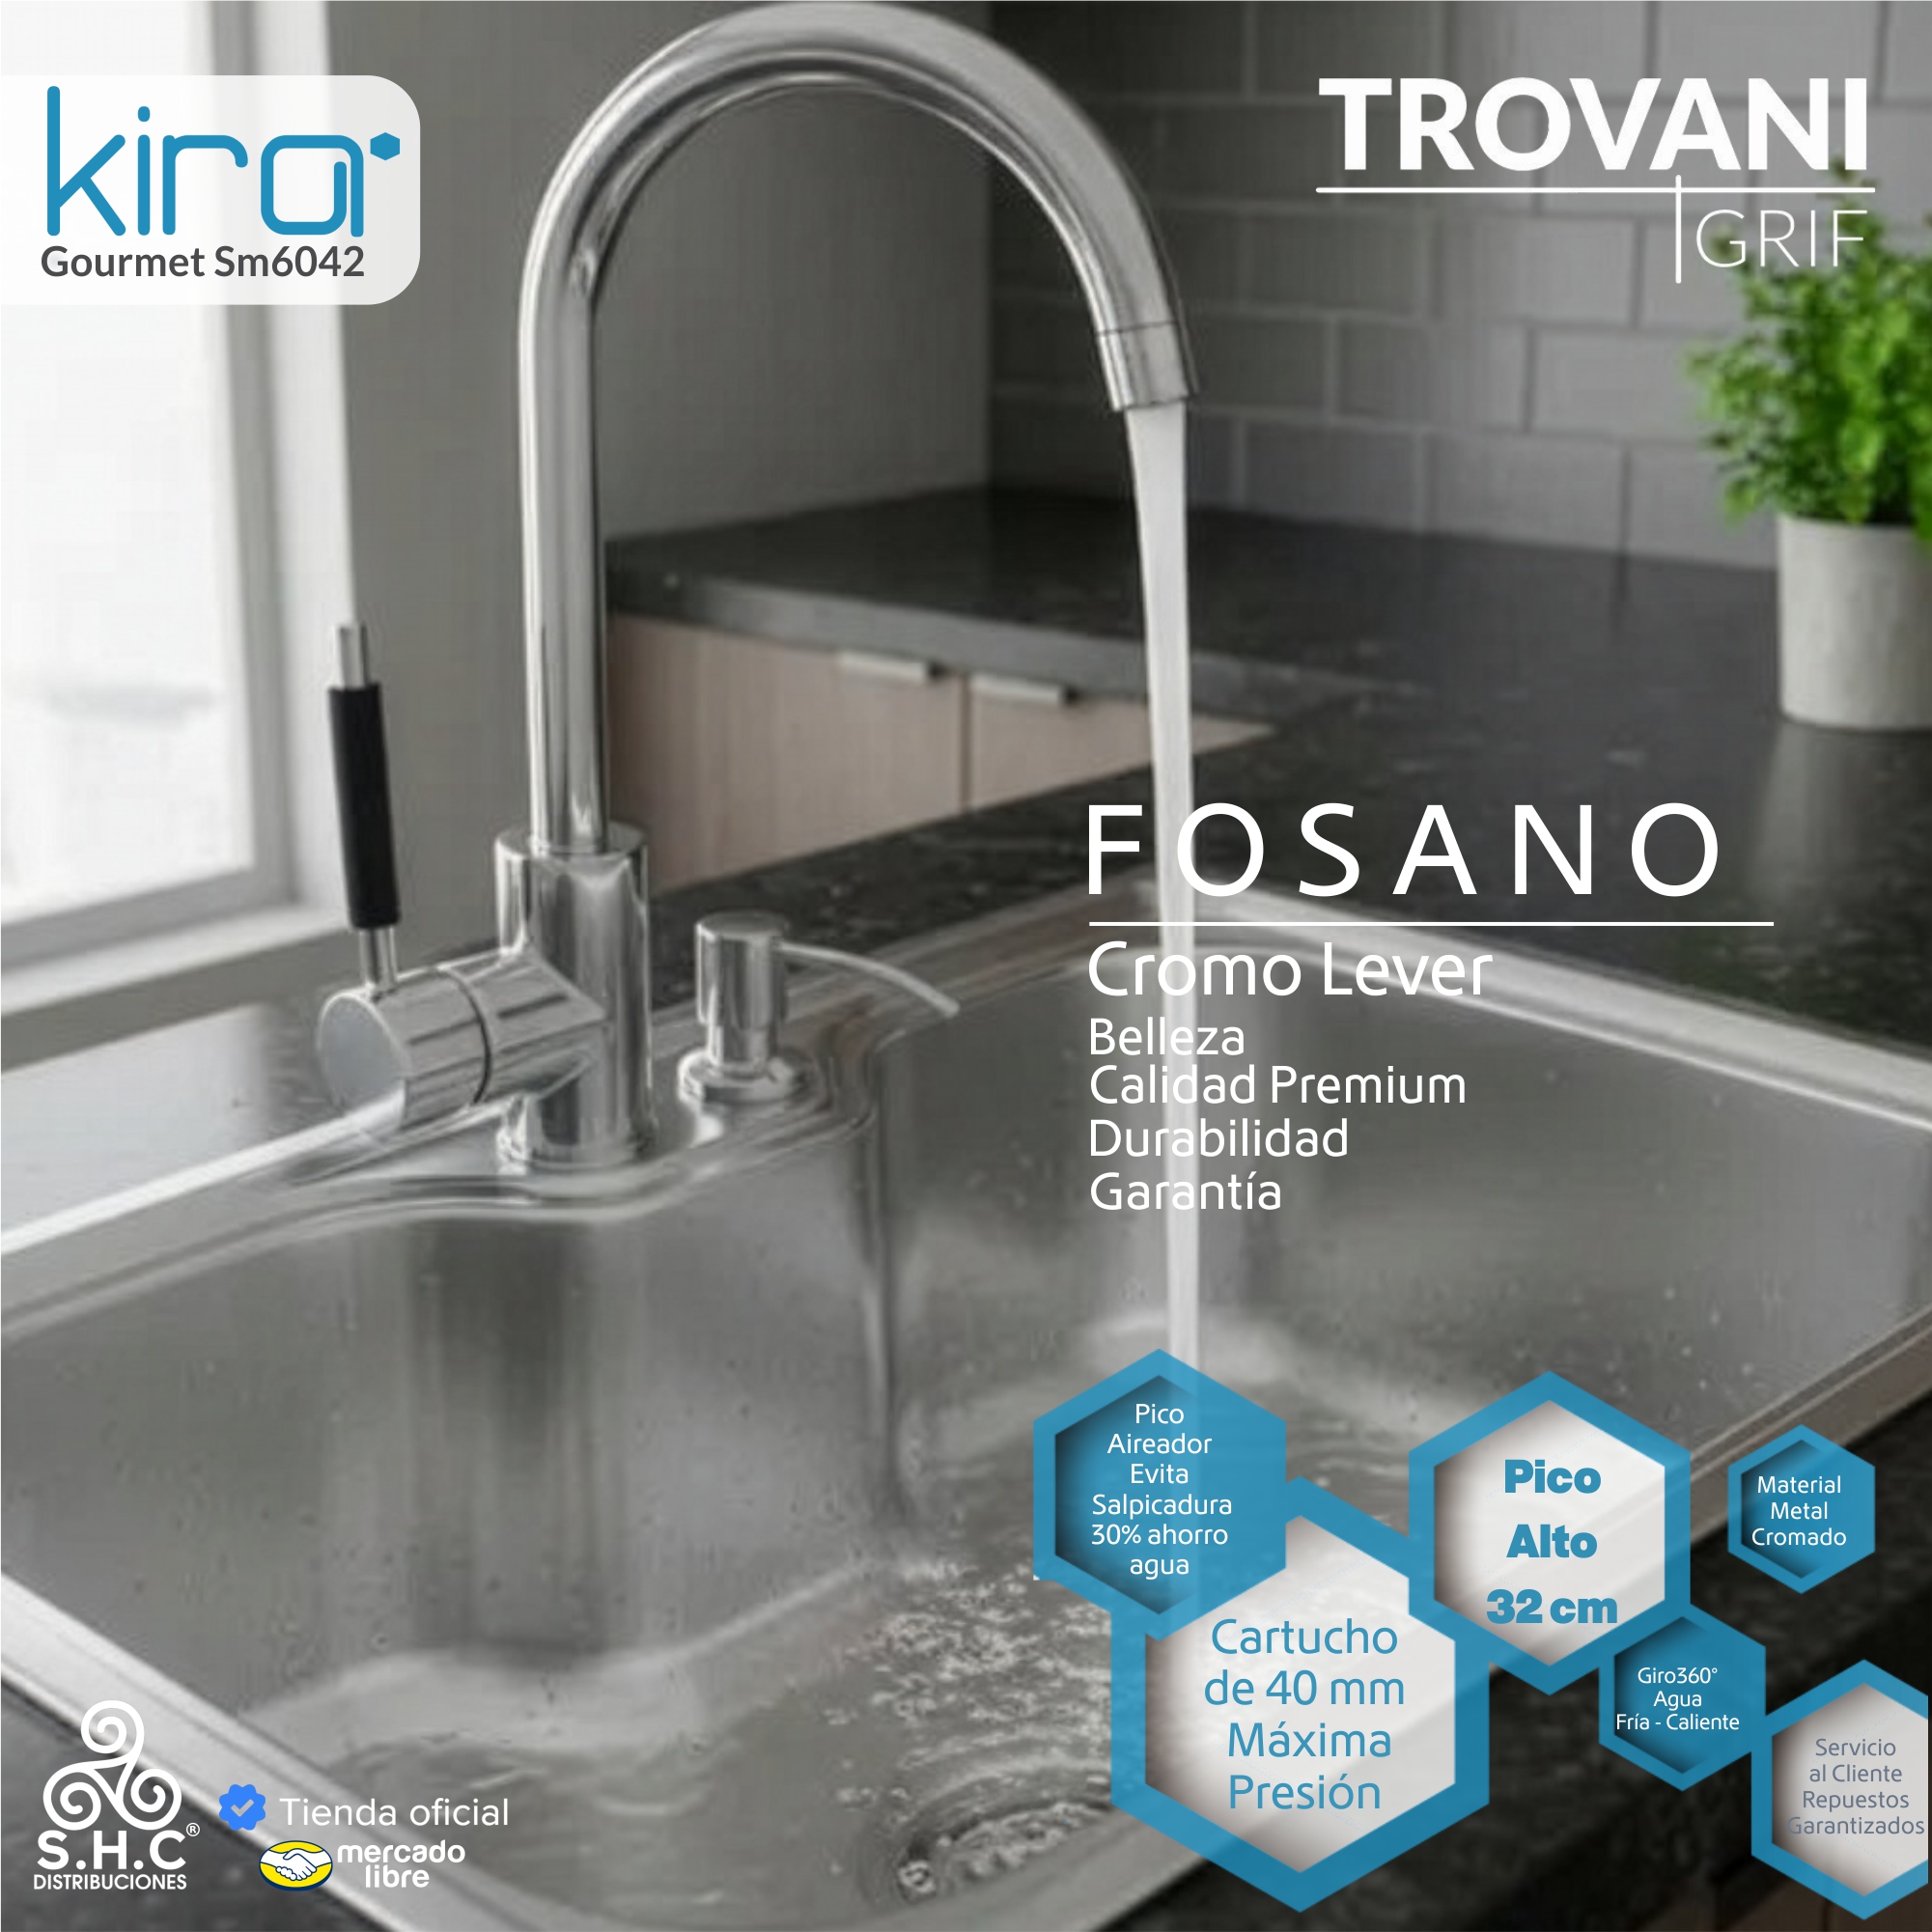 kira
Gourmet Sm6042
TROVANI
GRIF
FOSANO
Cromo Lever
Belleza
Calidad Premium
Durabilidad
Garantía
Pico
Aireador
Evita
Salpicadura
30% ahorro
agua
Pico
Alto
32 cm
Material
Metal
Cromado
Cartucho
de 40 mm
Máxima
Presión
Giro360°
Agua
Fría - Caliente
Servicio
al Cliente
Repuestos
Garantizados
S.H.C®
DISTRIBUCIONES
Tienda oficial
mercado
libre